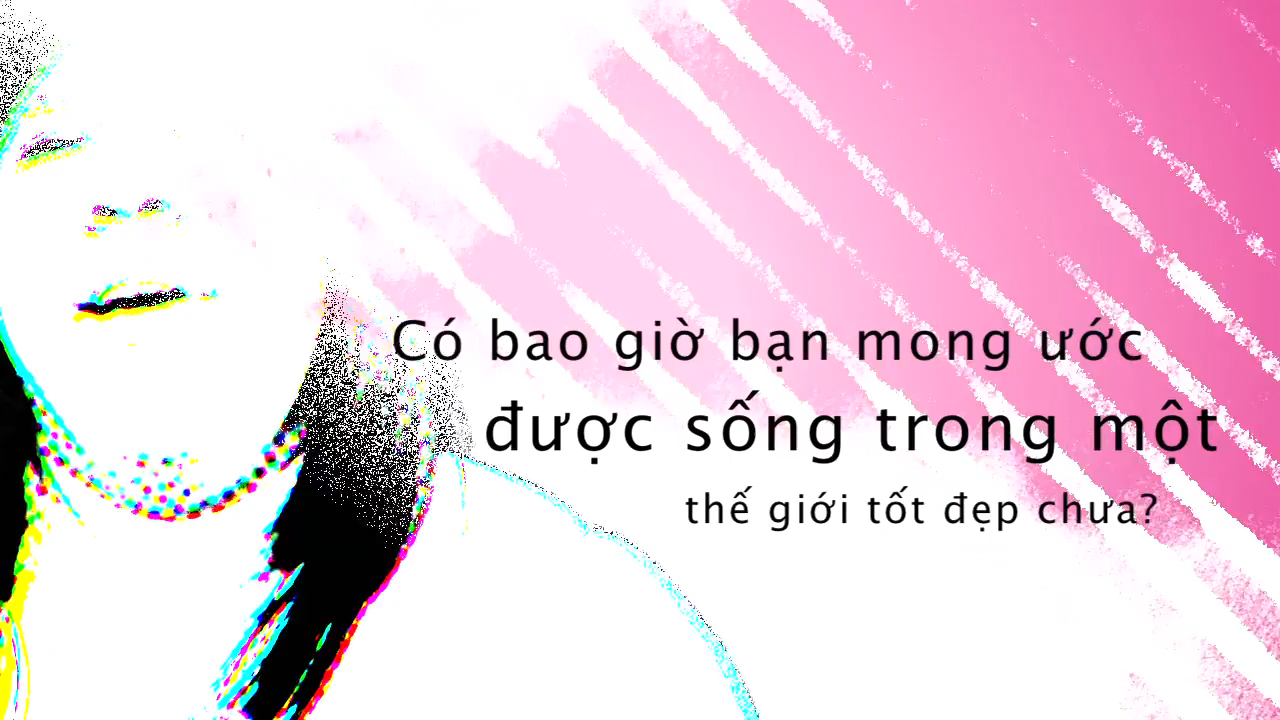 Có bao giờ bạn mong ước
được sống trong một
thế giới tốt đẹp chưa?